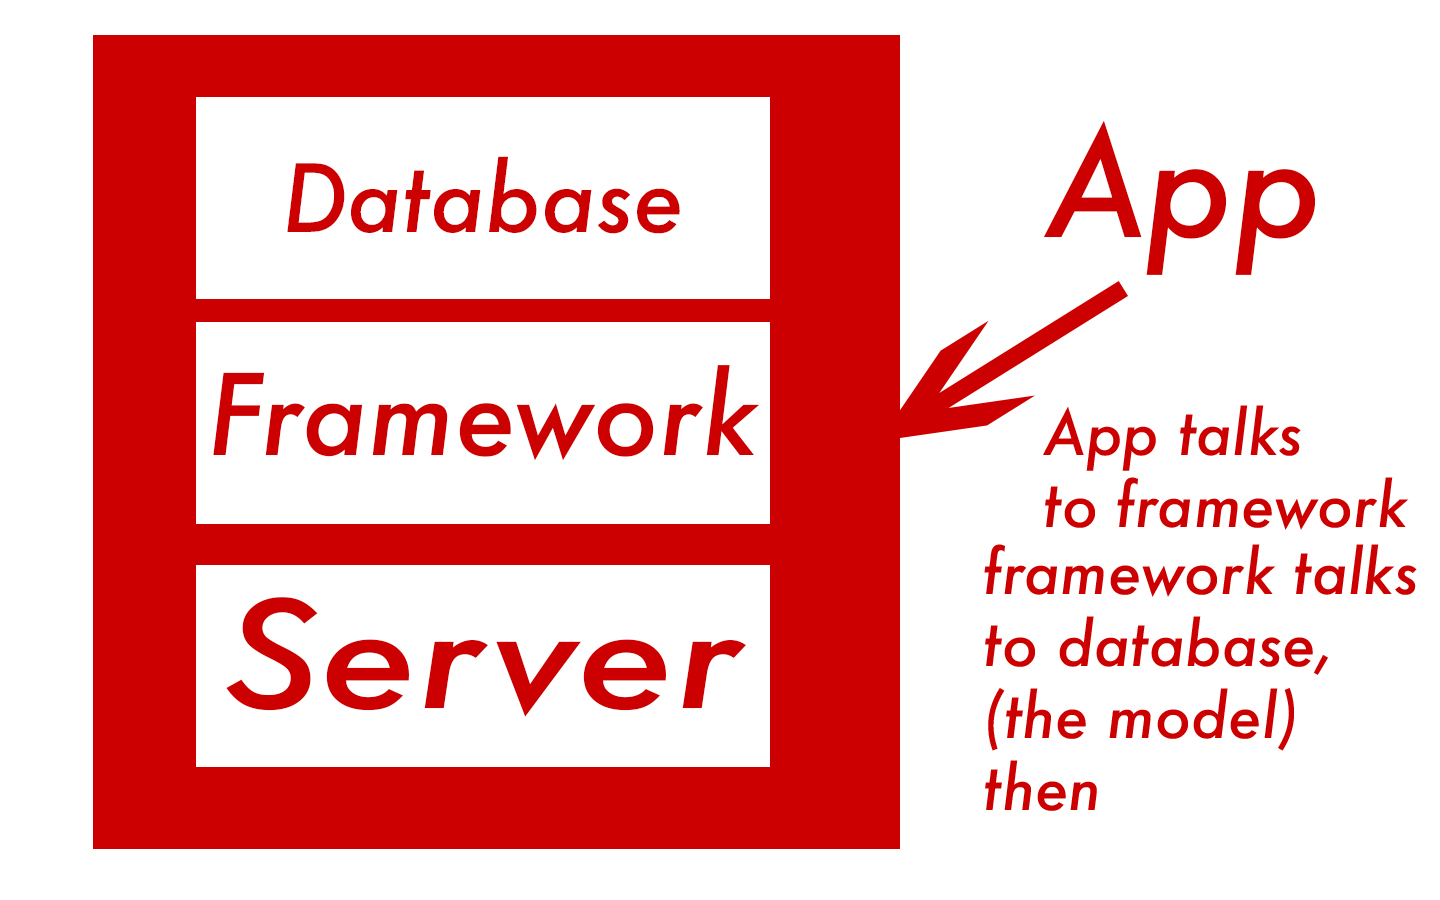 Database
Framework
Server
App
App talks
to framework
framework talks
to database,
(the model)
then